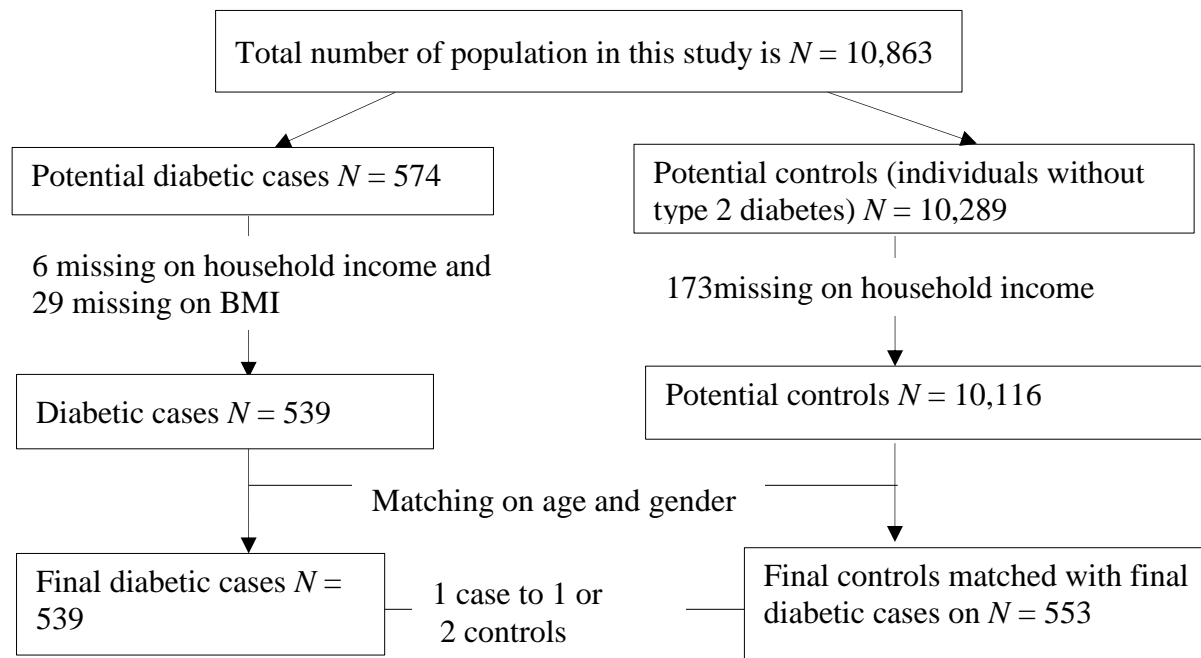 Total number of population in this study is N = 10,863
Potential diabetic cases N = 574
Potential controls (individuals without
type 2 diabetes) N = 10,289
6 missing on household income and
29 missing on BMI
173missing on household income
Diabetic cases N = 539
Potential controls N = 10,116
Matching on age and gender
Final diabetic cases N =
539
1 case to 1 or
2 controls
Final controls matched with final
diabetic cases on N = 553